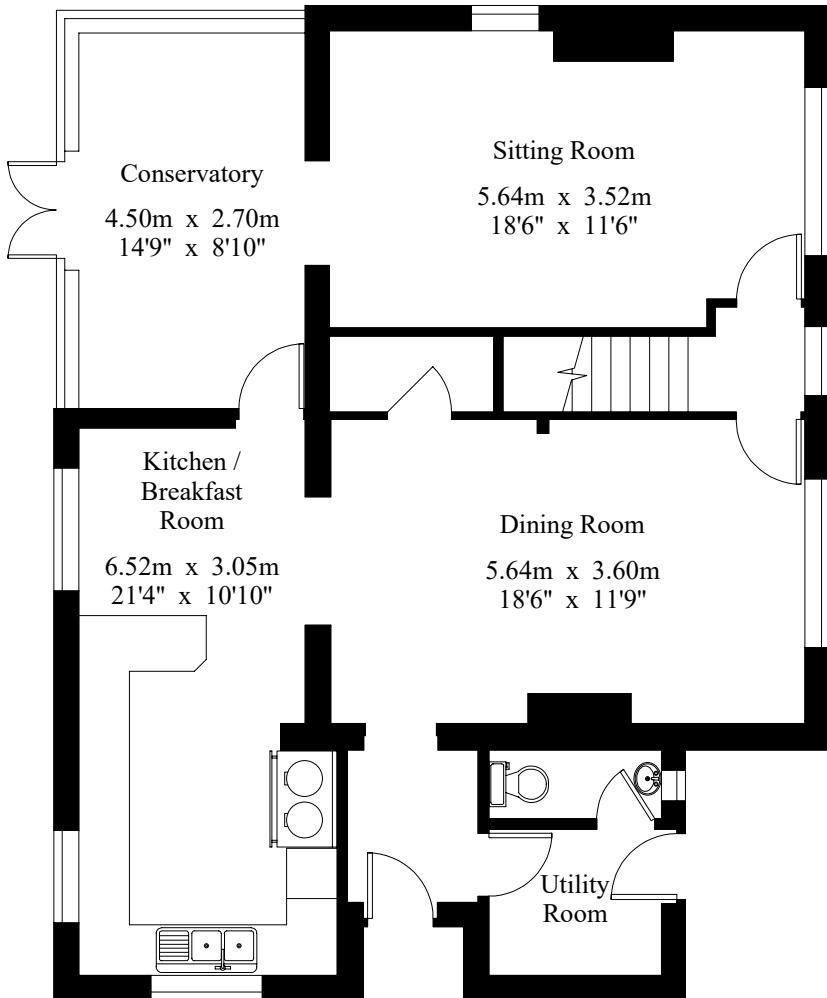 Conservatory
4.50m x 2.70m
14'9" x 8'10"
Sitting Room
5.64m x 3.52m
18'6" x 11'6"
Kitchen /
Breakfast
Room
6.52m x 3.05m
21'4" x 10'10"
Dining Room
5.64m x 3.60m
18'6" x 11'9"
Utility
Room